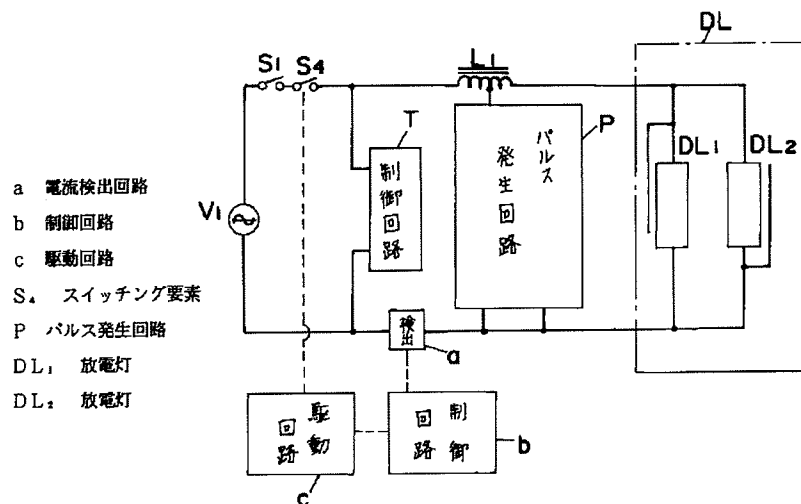 DL
S1 S4
L1
T
P
パルス
発生回路
制御回路
DL1
DL2
V1
a 電流検出回路
b 制御回路
c 駆動回路
S₄ スイッチング要素
P パルス発生回路
DL₁ 放電灯
DL₂ 放電灯
検出
a
駆動
回路
c
制御
回路
b